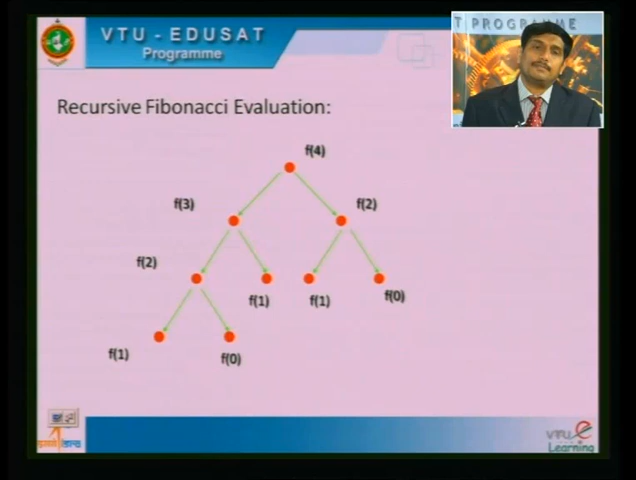 VTU - EDUSAT
Programme
T PROGRAMME
Recursive Fibonacci Evaluation:
f(4)
f(3)
f(2)
f(2)
f(1)
f(1)
f(0)
f(1)
f(0)
VTU e
Learning